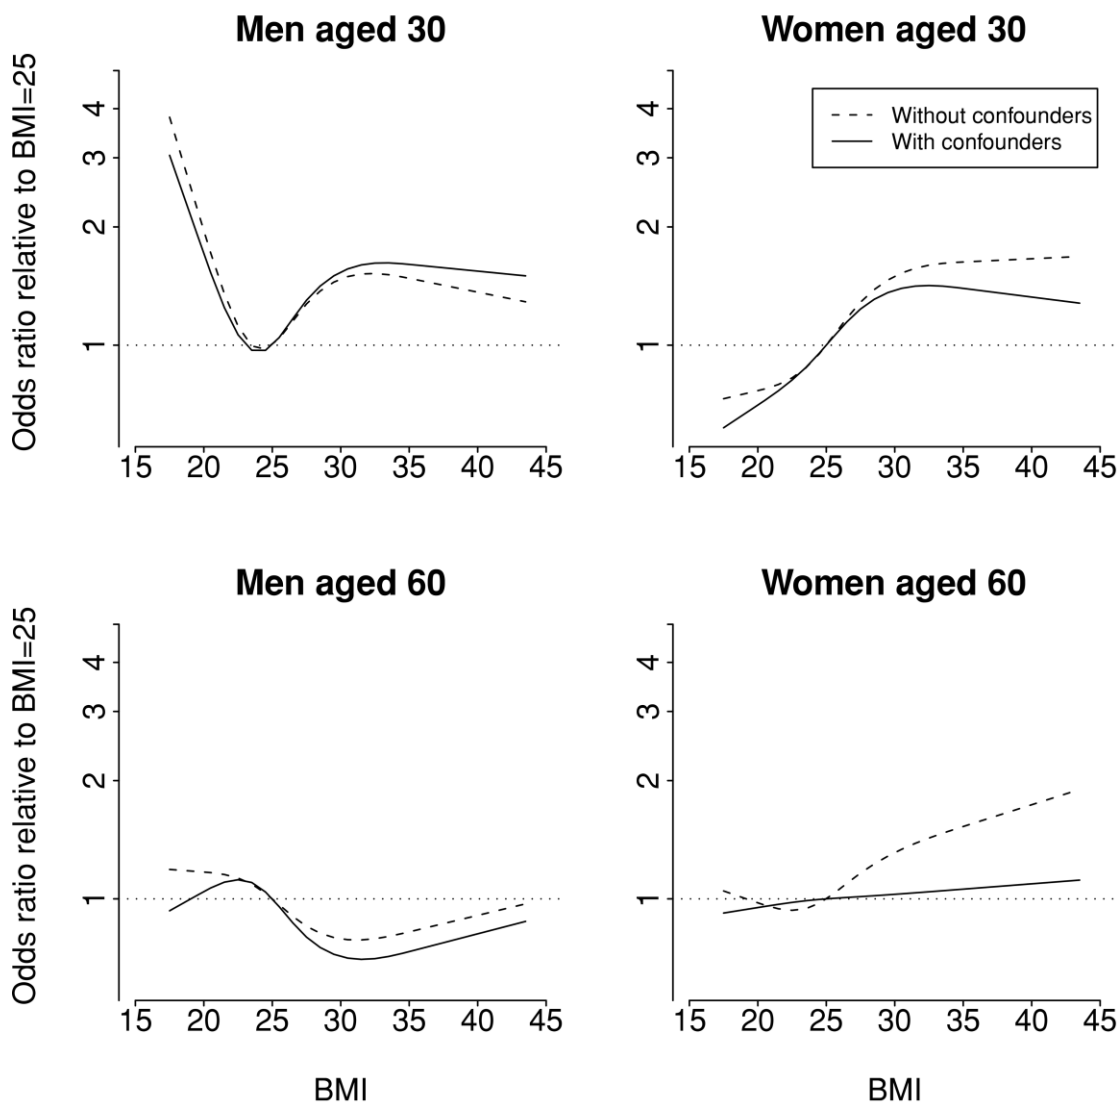 Men aged 30
Odds ratio relative to BMI=25
4
3
2
1
15 20 25 30 35 40 45
Women aged 30
Without confounders
With confounders
4
3
2
1
15 20 25 30 35 40 45
Men aged 60
Odds ratio relative to BMI=25
4
3
2
1
15 20 25 30 35 40 45
BMI
Women aged 60
4
3
2
1
15 20 25 30 35 40 45
BMI